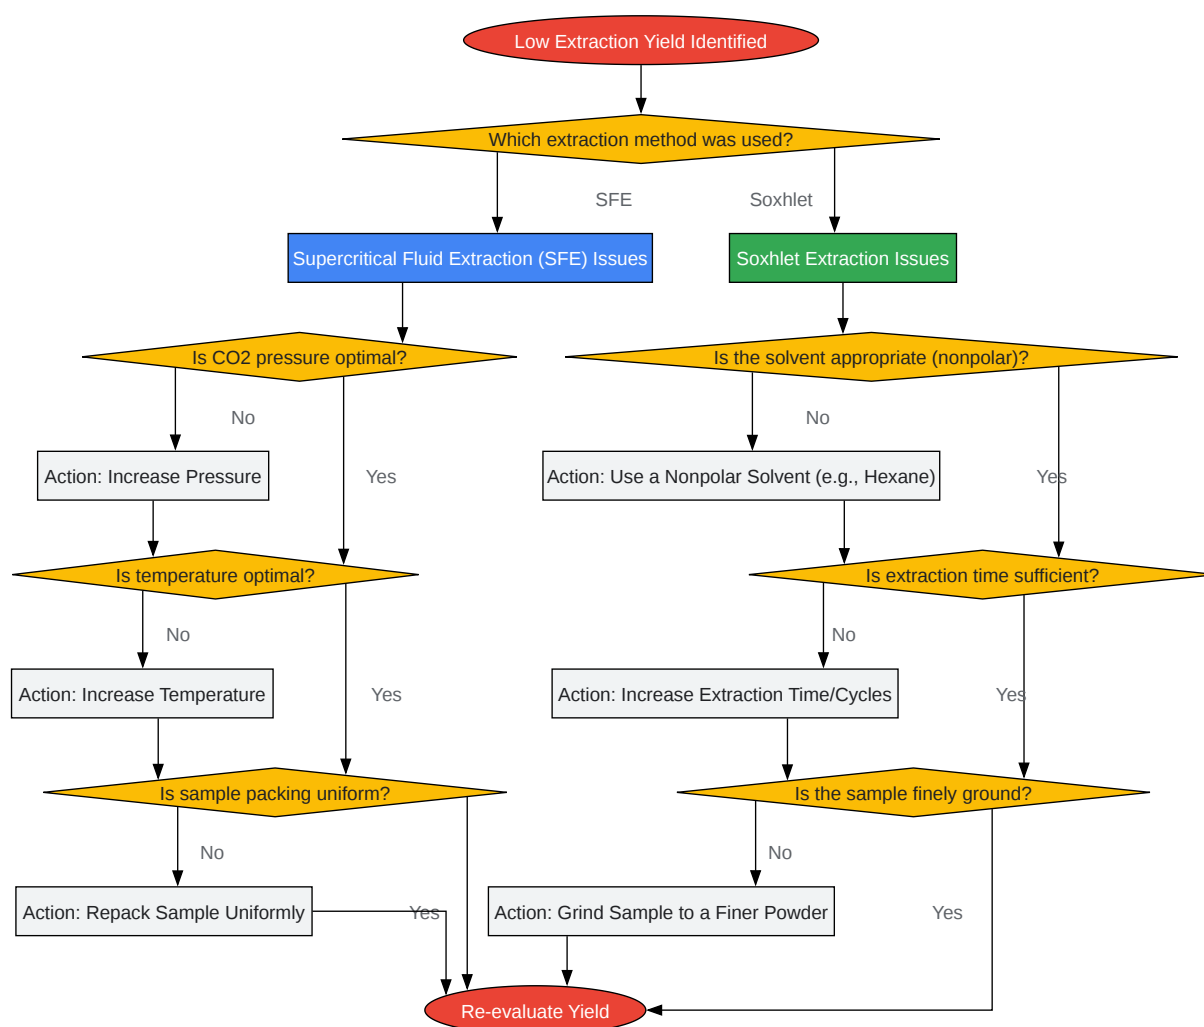 Low Extraction Yield Identified
Which extraction method was used?
SFE
Soxhlet
Supercritical Fluid Extraction (SFE) Issues
Soxhlet Extraction Issues
Is CO2 pressure optimal?
Is the solvent appropriate (nonpolar)?
No
No
Action: Increase Pressure
Yes
Action: Use a Nonpolar Solvent (e.g., Hexane)
Yes
Is temperature optimal?
Is extraction time sufficient?
No
No
Action: Increase Temperature
Yes
Action: Increase Extraction Time/Cycles
Yes
Is sample packing uniform?
Is the sample finely ground?
No
No
Action: Repack Sample Uniformly
Yes
Action: Grind Sample to a Finer Powder
Yes
Re-evaluate Yield